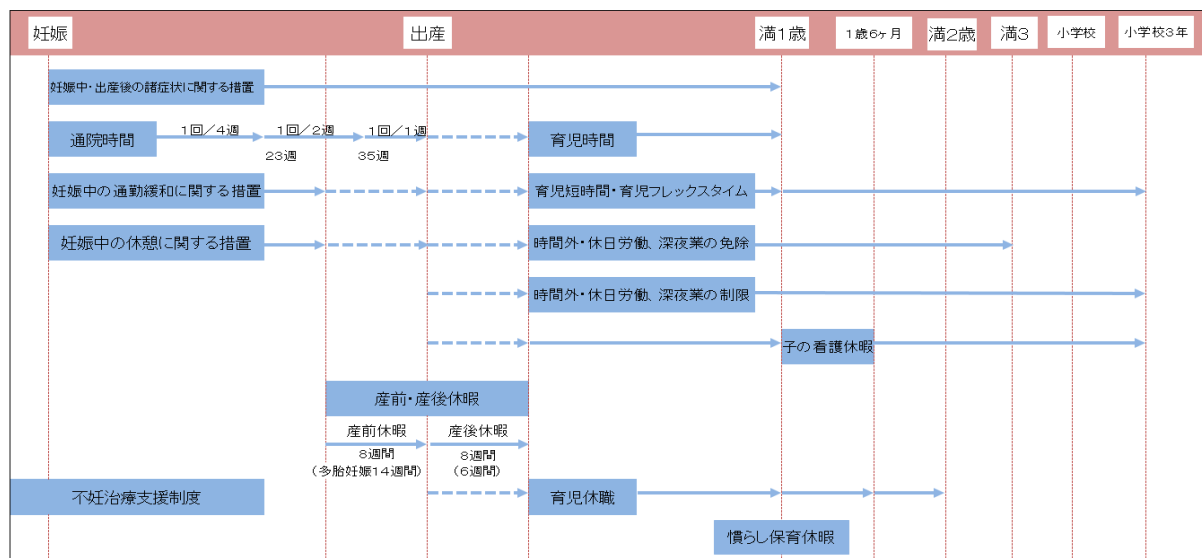 妊娠
出産
満1歳
1歳6ヶ月
満2歳
満3
小学校
小学校3年
妊娠中・出産後の諸症状に関する措置
通院時間
1回／4週
1回／2週
1回／1週
23週
35週
育児時間
妊娠中の通勤緩和に関する措置
育児短時間・育児フレックスタイム
妊娠中の休憩に関する措置
時間外・休日労働、深夜業の免除
時間外・休日労働、深夜業の制限
子の看護休暇
産前・産後休暇
産前休暇
8週間
（多胎妊娠14週間）
産後休暇
8週間
（6週間）
不妊治療支援制度
育児休職
慣らし保育休暇